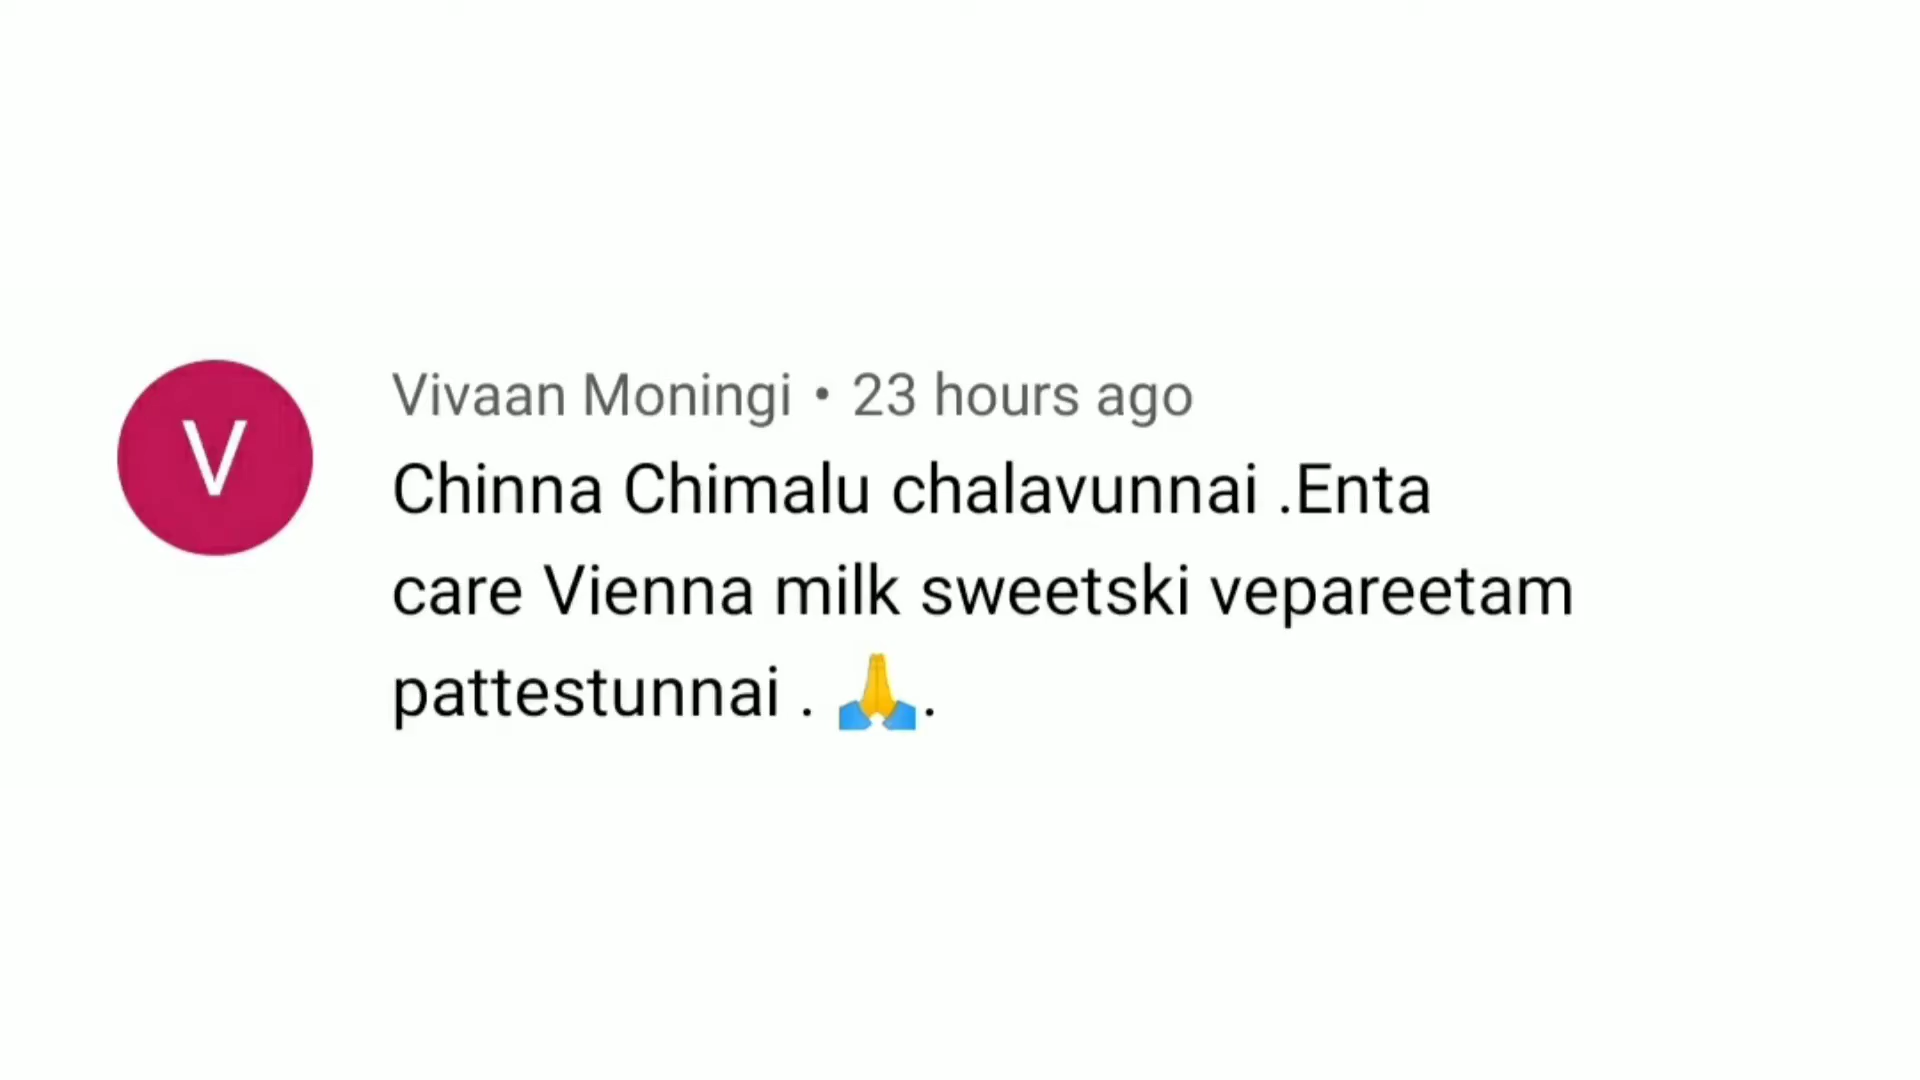 V
Vivaan Moningi • 23 hours ago
Chinna Chimalu chalavunnai .Enta
care Vienna milk sweetski vepareetam
pattestunnai . 🙏.